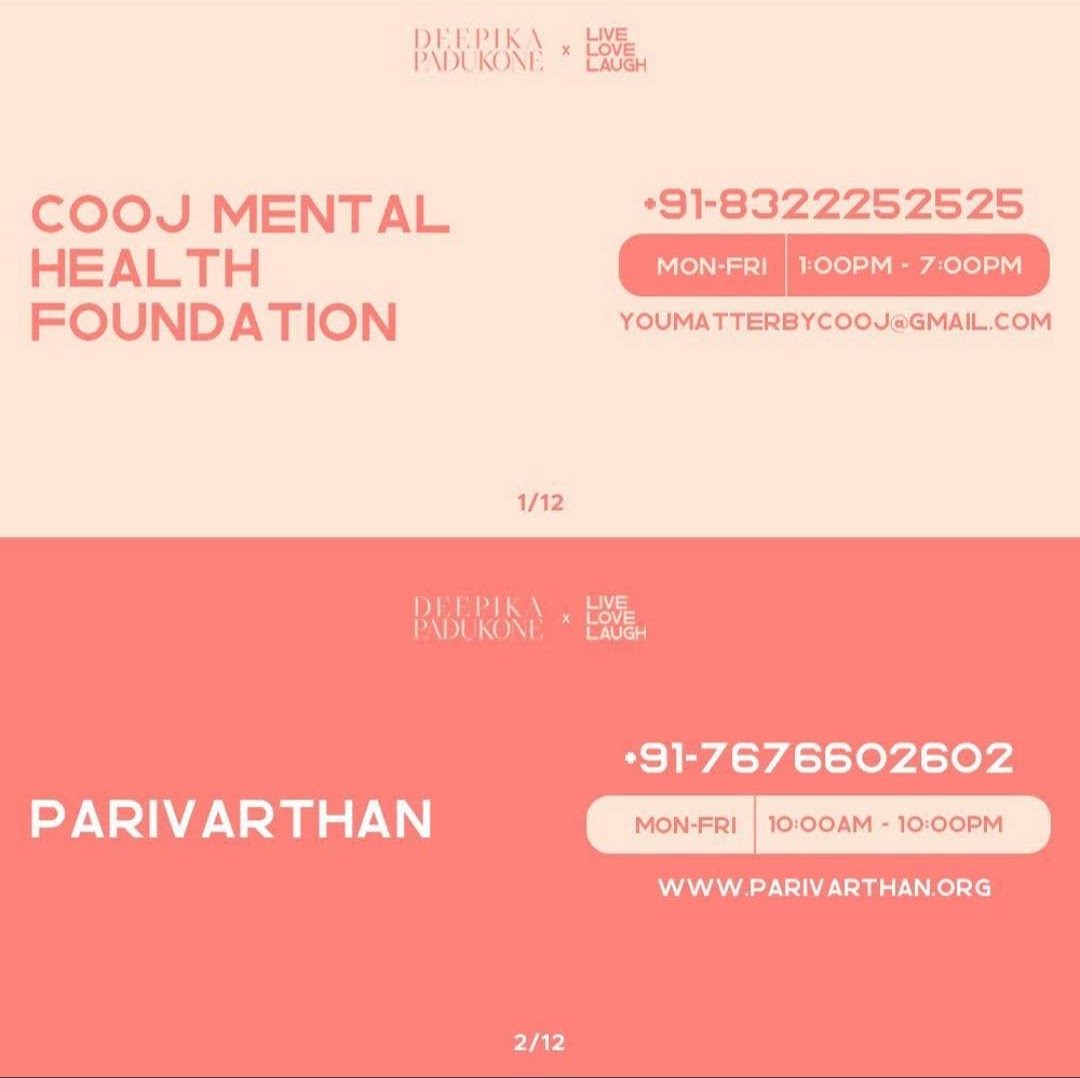 DEEPIKA
PADUKONE
x
LIVE
LOVE
LAUGH
COOJ MENTAL
HEALTH
FOUNDATION
+91-8322252525
MON-FRI | 1:00PM - 7:00PM
YOUMATTERBYCOOJ@GMAIL.COM
1/12
DEEPIKA
PADUKONE
x
LIVE
LOVE
LAUGH
PARIVARTHAN
+91-7676602602
MON-FRI | 10:00AM - 10:00PM
WWW.PARIVARTHAN.ORG
2/12